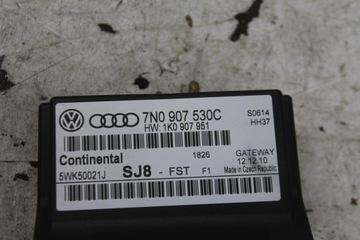 7N0 907 530C
HW: 1K0 907 951
S0614
HH37
Continental
1826
GATEWAY
12.12.10
5WK50021J
SJ8 - FST F1
Made in Czech Republic